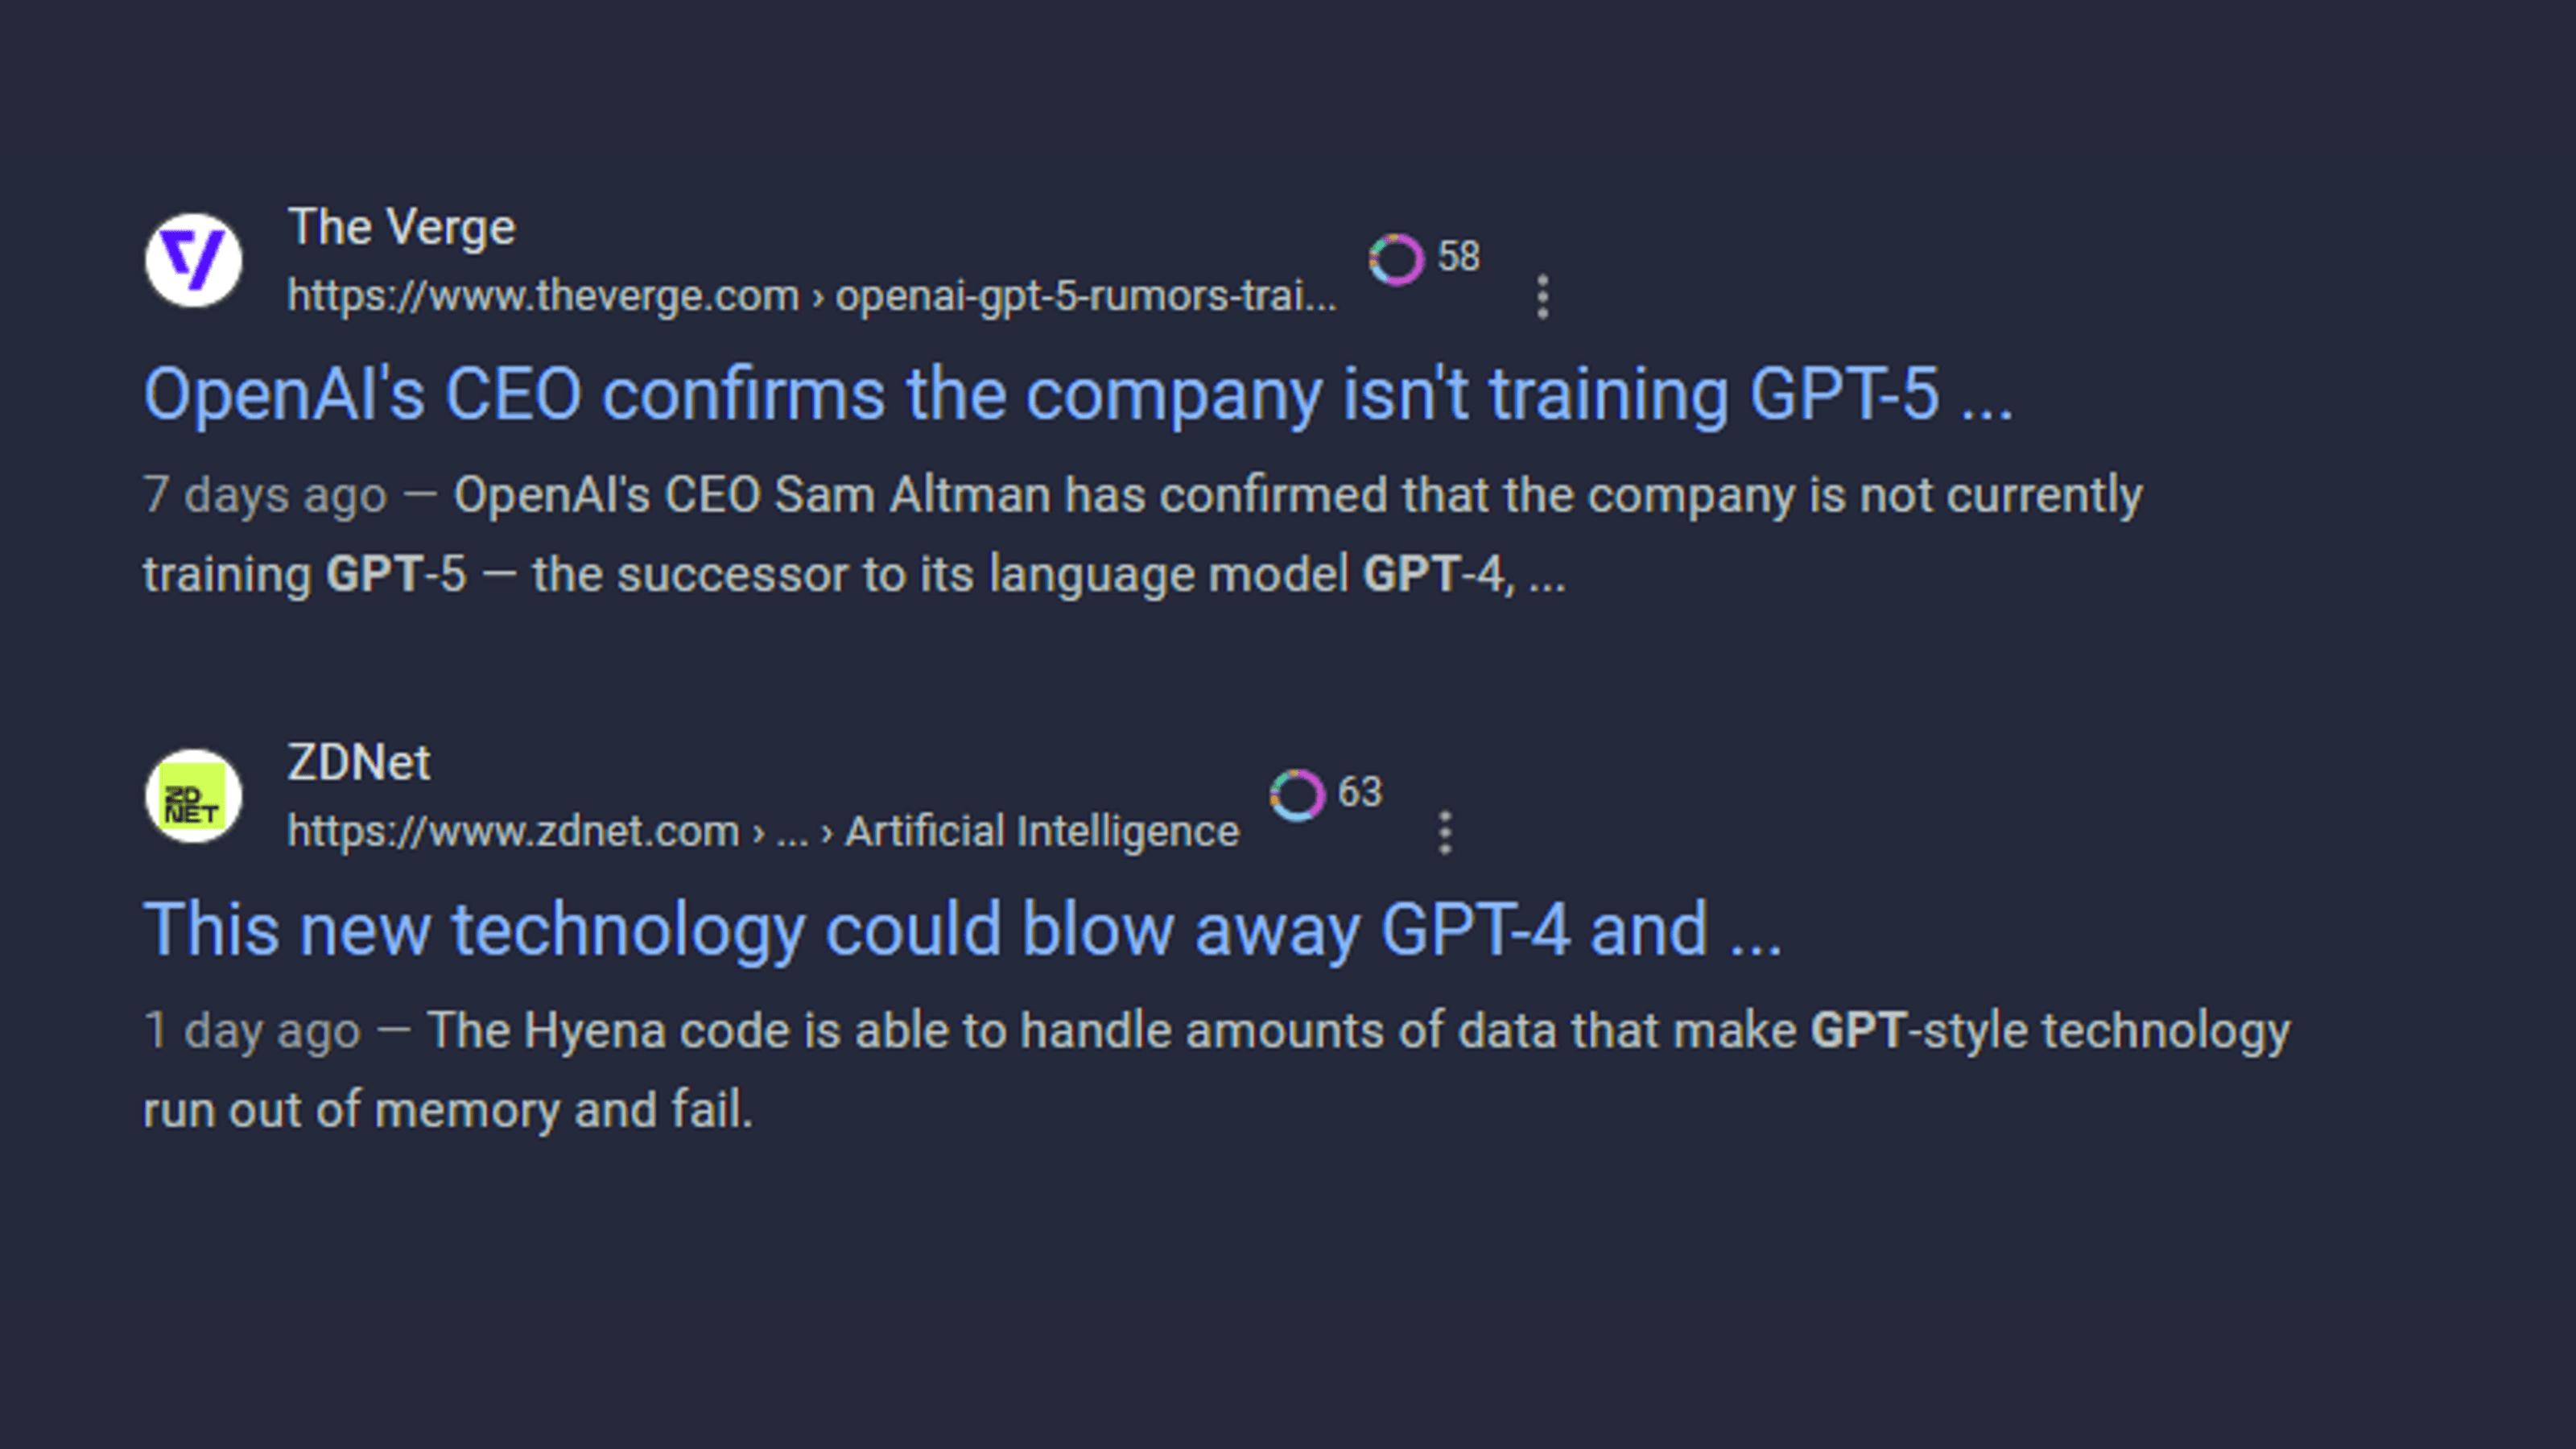 The Verge
https://www.theverge.com › openai-gpt-5-rumors-trai...
58
OpenAI's CEO confirms the company isn't training GPT-5 ...
7 days ago — OpenAI's CEO Sam Altman has confirmed that the company is not currently
training GPT-5 — the successor to its language model GPT-4, ...
ZD
NET
ZDNet
https://www.zdnet.com › ... › Artificial Intelligence
63
This new technology could blow away GPT-4 and ...
1 day ago — The Hyena code is able to handle amounts of data that make GPT-style technology
run out of memory and fail.